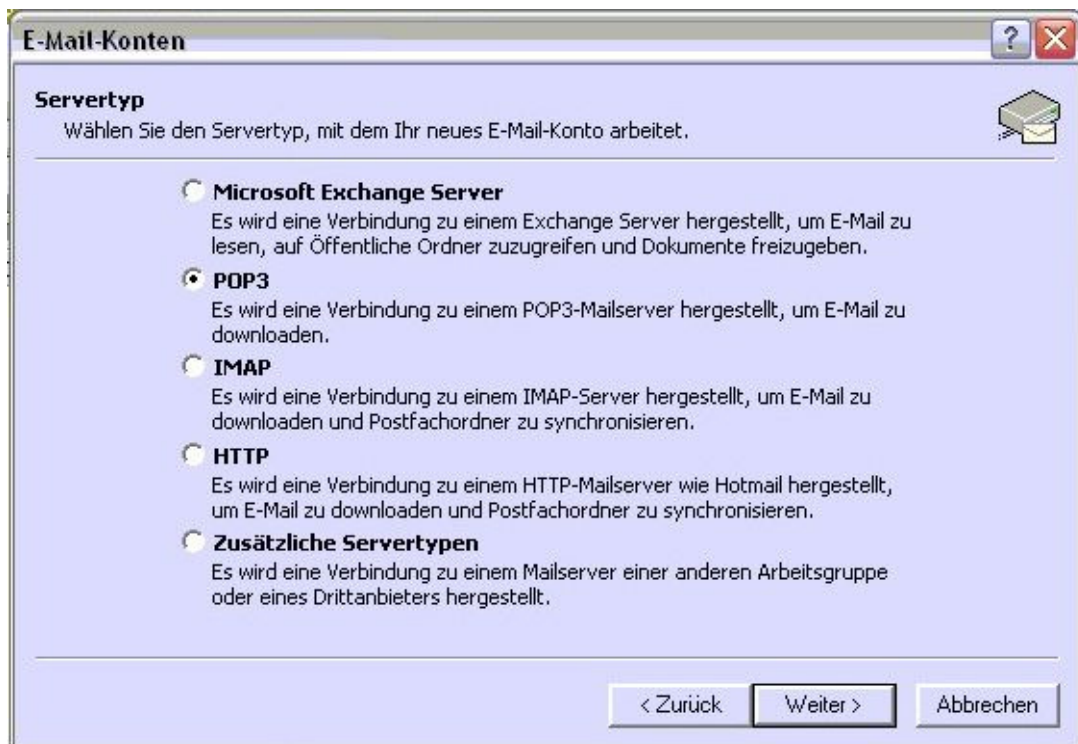 E-Mail-Konten
Servertyp
Wählen Sie den Servertyp, mit dem Ihr neues E-Mail-Konto arbeitet.
Microsoft Exchange Server
Es wird eine Verbindung zu einem Exchange Server hergestellt, um E-Mail zu
lesen, auf Öffentliche Ordner zuzugreifen und Dokumente freizugeben.
POP3
Es wird eine Verbindung zu einem POP3-Mailserver hergestellt, um E-Mail zu
downloaden.
IMAP
Es wird eine Verbindung zu einem IMAP-Server hergestellt, um E-Mail zu
downloaden und Postfachordner zu synchronisieren.
HTTP
Es wird eine Verbindung zu einem HTTP-Mailserver wie Hotmail hergestellt,
um E-Mail zu downloaden und Postfachordner zu synchronisieren.
Zusätzliche Servertypen
Es wird eine Verbindung zu einem Mailserver einer anderen Arbeitsgruppe
oder eines Drittanbieters hergestellt.
< Zurück Weiter > Abbrechen